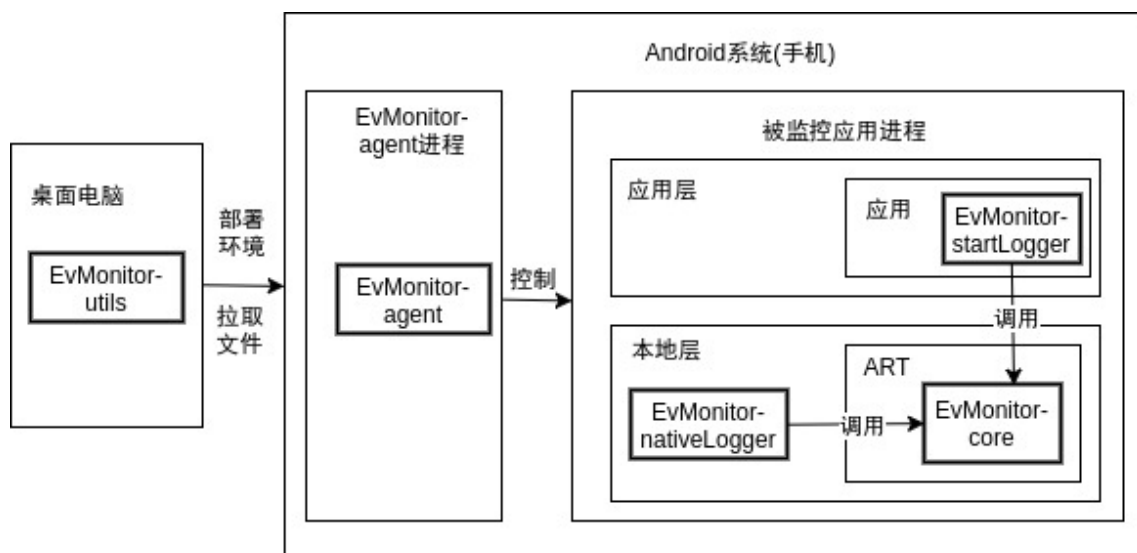 Android系统(手机)
EvMonitor-
agent进程
被监控应用进程
桌面电脑
EvMonitor-
utils
部署
环境
拉取
文件
EvMonitor-
agent
控制
应用层
应用
EvMonitor-
startLogger
调用
本地层
ART
EvMonitor-
nativeLogger
调用
EvMonitor-
core